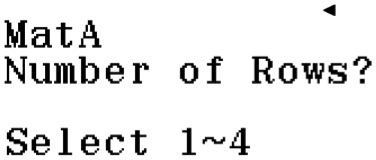 MatA
Number of Rows?
Select 1~4